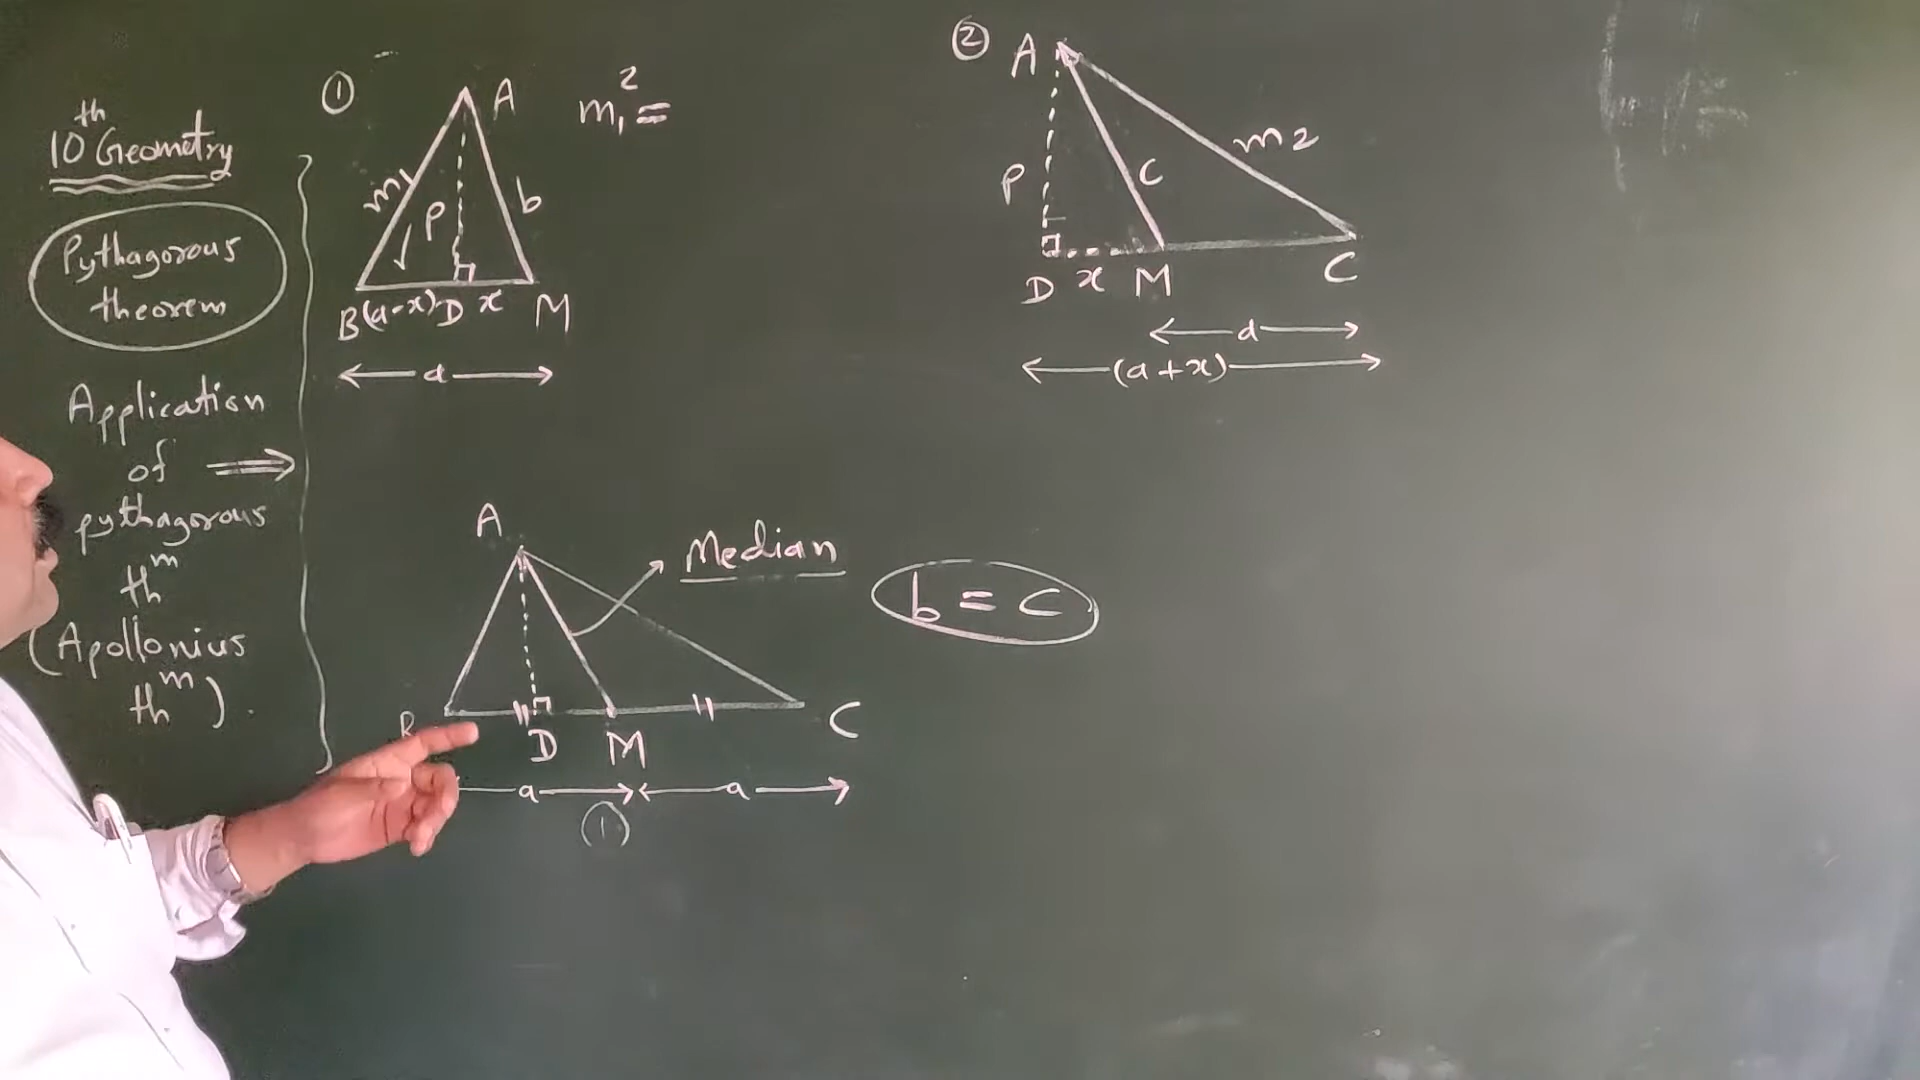 10th Geometry
Pythagorous
theorem
Application
of ⟹
pythagorous
thm
(Apollonius
thm).
①
A
m₁² =
m₁
P
b
B(a-x) D x M
a
②
A
m2
P
C
D x M
C
a
(a+x)
A
Median
b = c
B
D M
C
a
a
(1)